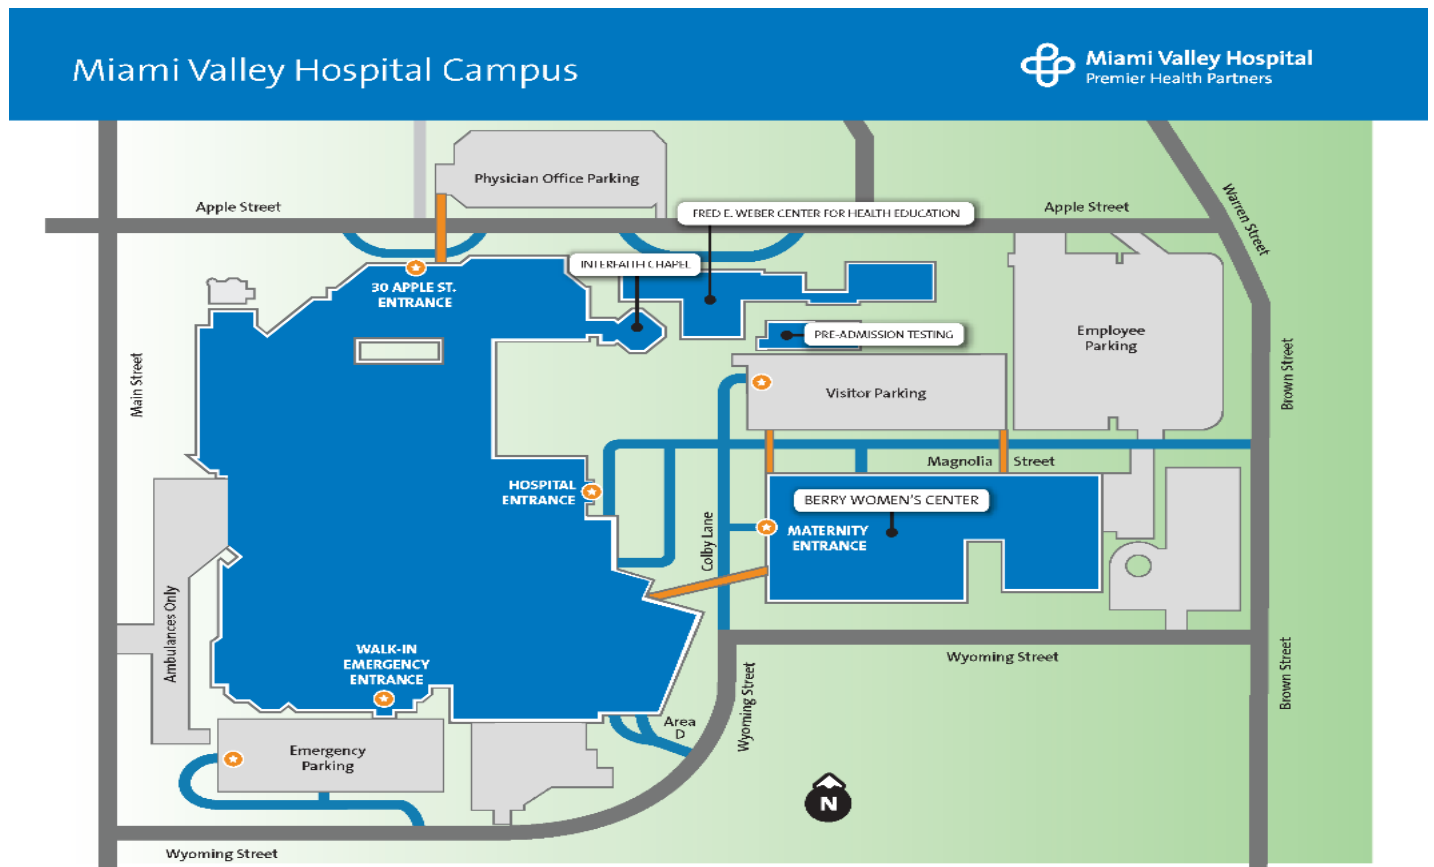 Miami Valley Hospital Campus
Miami Valley Hospital
Premier Health Partners
Physician Office Parking
Apple Street
FRED E. WEBER CENTER FOR HEALTH EDUCATION
Apple Street
Warren Street
INTERFAITH CHAPEL
30 APPLE ST.
ENTRANCE
PRE-ADMISSION TESTING
Employee
Parking
Main Street
Visitor Parking
Brown Street
Magnolia Street
HOSPITAL
ENTRANCE
BERRY WOMEN'S CENTER
MATERNITY
ENTRANCE
Colby Lane
Ambulances Only
WALK-IN
EMERGENCY
ENTRANCE
Wyoming Street
Brown Street
Wyoming Street
Area
D
Emergency
Parking
N
Wyoming Street